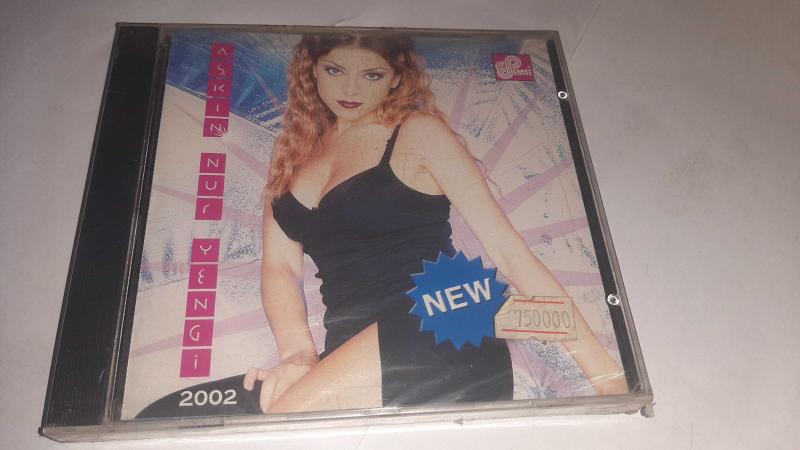 AŞKIN
NUR
YENGİ
2002
NEW
750000